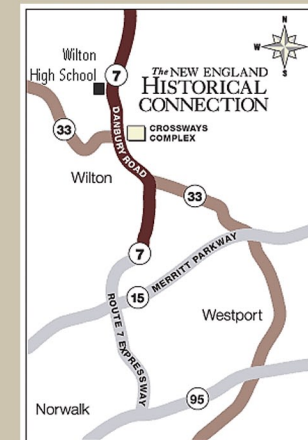 N
W E
S
Wilton
High School
7
The NEW ENGLAND
HISTORICAL
CONNECTION
33
CROSSWAYS
COMPLEX
DANBURY ROAD
Wilton
33
7
MERRITT PARKWAY
15
ROUTE 7 EXPRESSWAY
Westport
95
Norwalk